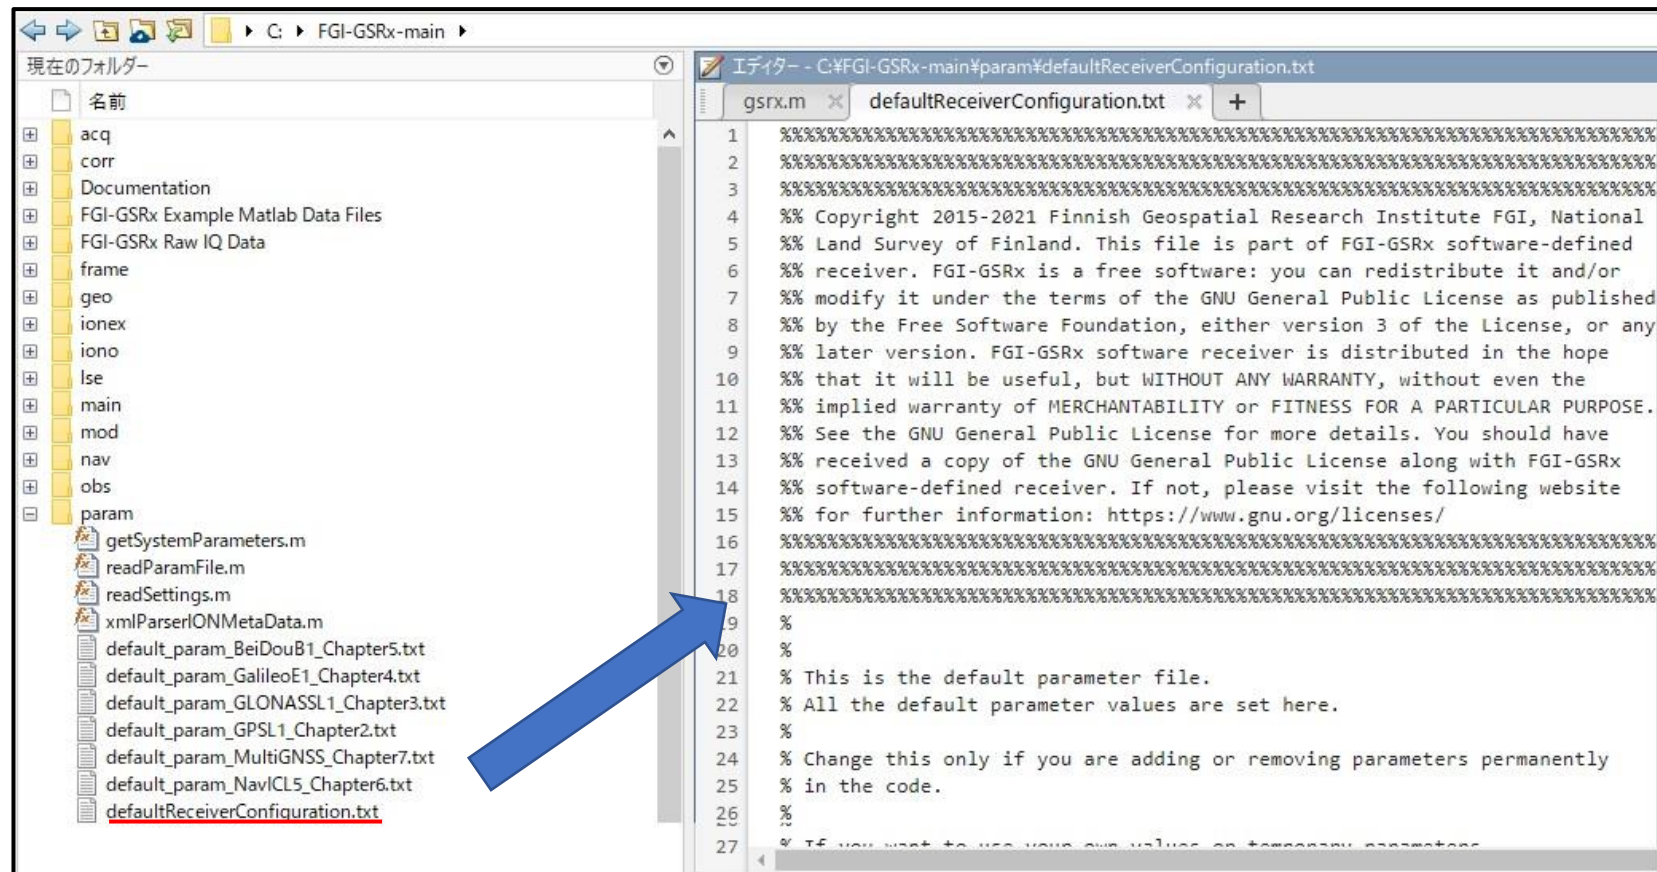 C: ▸ FGI-GSRx-main ▸
現在のフォルダー
名前
acq
corr
Documentation
FGI-GSRx Example Matlab Data Files
FGI-GSRx Raw IQ Data
frame
geo
ionex
iono
lse
main
mod
nav
obs
param
getSystemParameters.m
readParamFile.m
readSettings.m
xmlParserIONMetaData.m
default_param_BeiDouB1_Chapter5.txt
default_param_GalileoE1_Chapter4.txt
default_param_GLONASSL1_Chapter3.txt
default_param_GPSL1_Chapter2.txt
default_param_MultiGNSS_Chapter7.txt
default_param_NavICL5_Chapter6.txt
defaultReceiverConfiguration.txt
エディター - C:¥FGI-GSRx-main¥param¥defaultReceiverConfiguration.txt
gsrx.m × defaultReceiverConfiguration.txt × +
1 %%%%%%%%%%%%%%%%%%%%%%%%%%%%%%%%%%%%%%%%%%%%%%%%%%%%%%%%%%%%%%%%%%%%%%%%%%%
2 %%%%%%%%%%%%%%%%%%%%%%%%%%%%%%%%%%%%%%%%%%%%%%%%%%%%%%%%%%%%%%%%%%%%%%%%%%%
3 %%%%%%%%%%%%%%%%%%%%%%%%%%%%%%%%%%%%%%%%%%%%%%%%%%%%%%%%%%%%%%%%%%%%%%%%%%%
4 %% Copyright 2015-2021 Finnish Geospatial Research Institute FGI, National
5 %% Land Survey of Finland. This file is part of FGI-GSRx software-defined
6 %% receiver. FGI-GSRx is a free software: you can redistribute it and/or
7 %% modify it under the terms of the GNU General Public License as published
8 %% by the Free Software Foundation, either version 3 of the License, or any
9 %% later version. FGI-GSRx software receiver is distributed in the hope
10 %% that it will be useful, but WITHOUT ANY WARRANTY, without even the
11 %% implied warranty of MERCHANTABILITY or FITNESS FOR A PARTICULAR PURPOSE.
12 %% See the GNU General Public License for more details. You should have
13 %% received a copy of the GNU General Public License along with FGI-GSRx
14 %% software-defined receiver. If not, please visit the following website
15 %% for further information: https://www.gnu.org/licenses/
16 %%%%%%%%%%%%%%%%%%%%%%%%%%%%%%%%%%%%%%%%%%%%%%%%%%%%%%%%%%%%%%%%%%%%%%%%%%%
17 %%%%%%%%%%%%%%%%%%%%%%%%%%%%%%%%%%%%%%%%%%%%%%%%%%%%%%%%%%%%%%%%%%%%%%%%%%%
18 %%%%%%%%%%%%%%%%%%%%%%%%%%%%%%%%%%%%%%%%%%%%%%%%%%%%%%%%%%%%%%%%%%%%%%%%%%%
9 %
20 %
21 % This is the default parameter file.
22 % All the default parameter values are set here.
23 %
24 % Change this only if you are adding or removing parameters permanently
25 % in the code.
26 %
27 % If you want to use your own values on temporary parameters